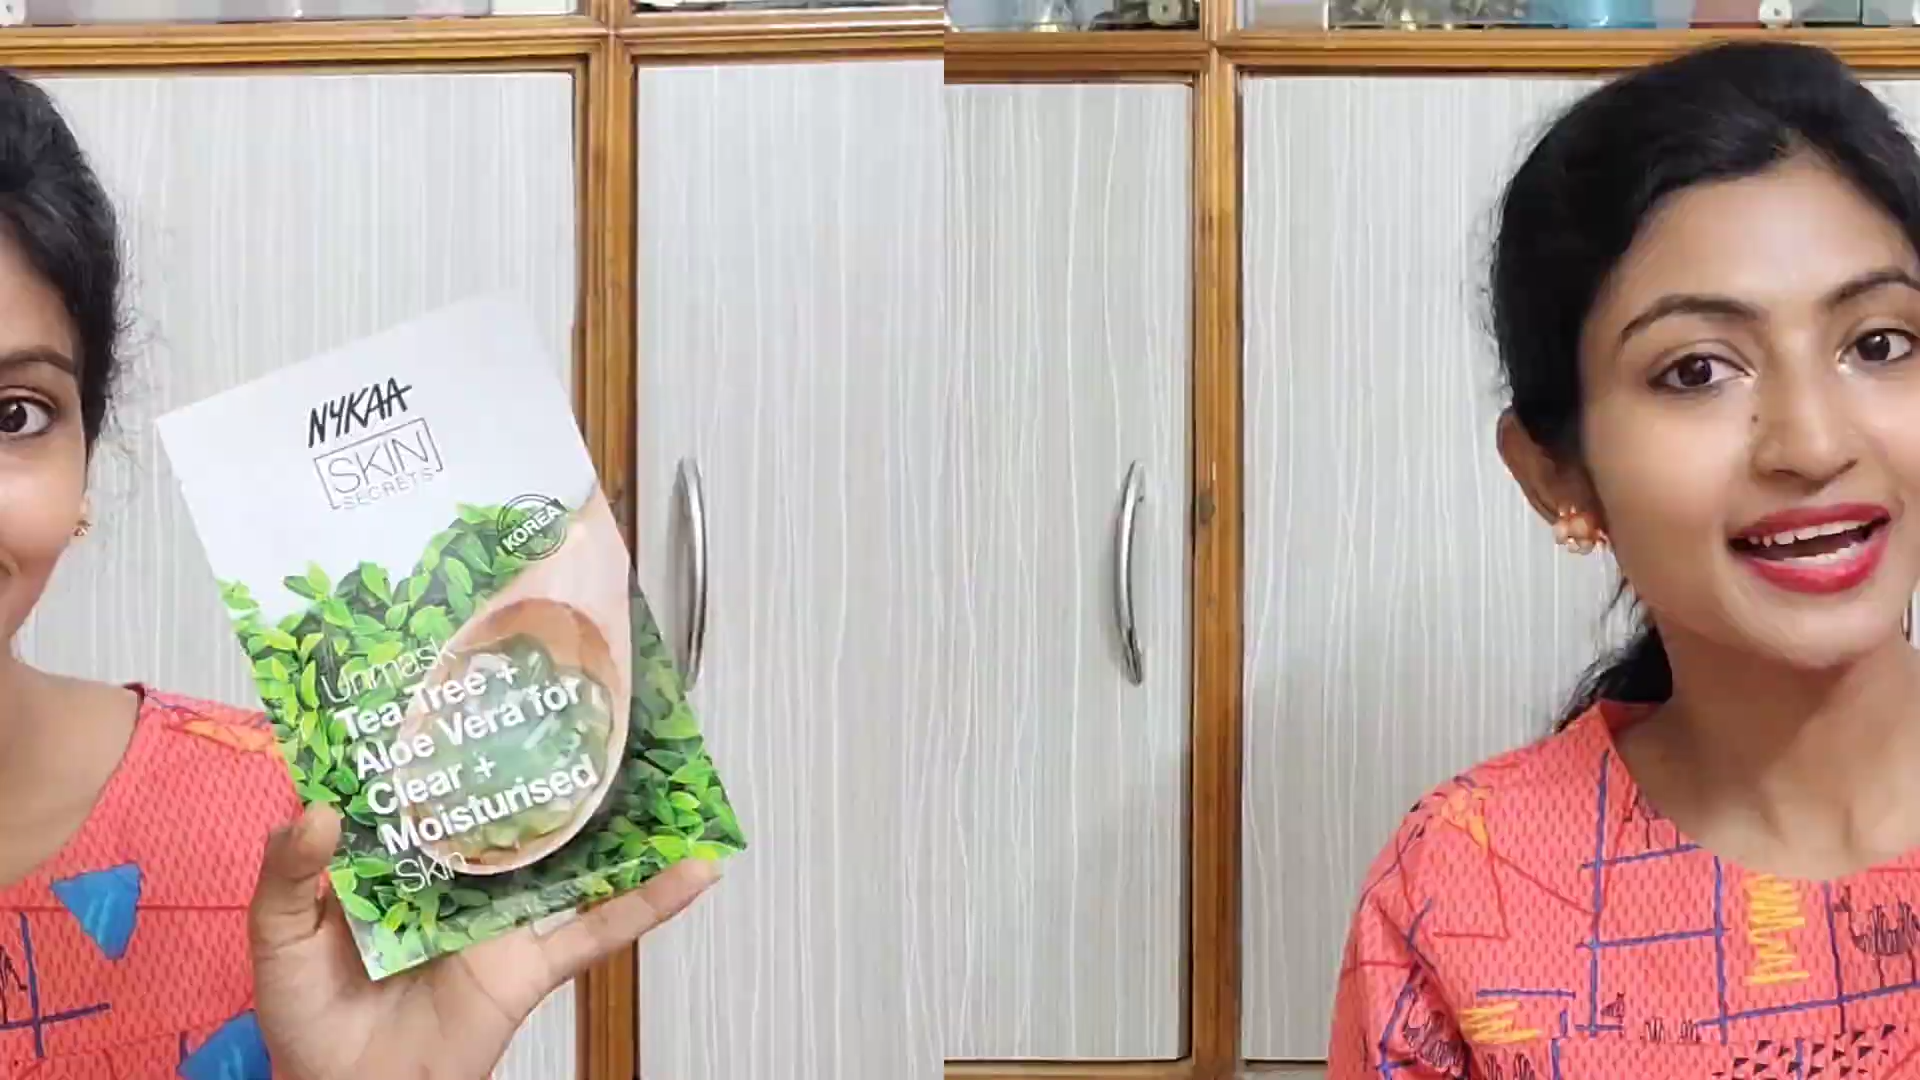 NYKAA
SKIN
SECRETS
KOREA
Unmask
Tea Tree +
Aloe Vera for
Clear +
Moisturised
Skin